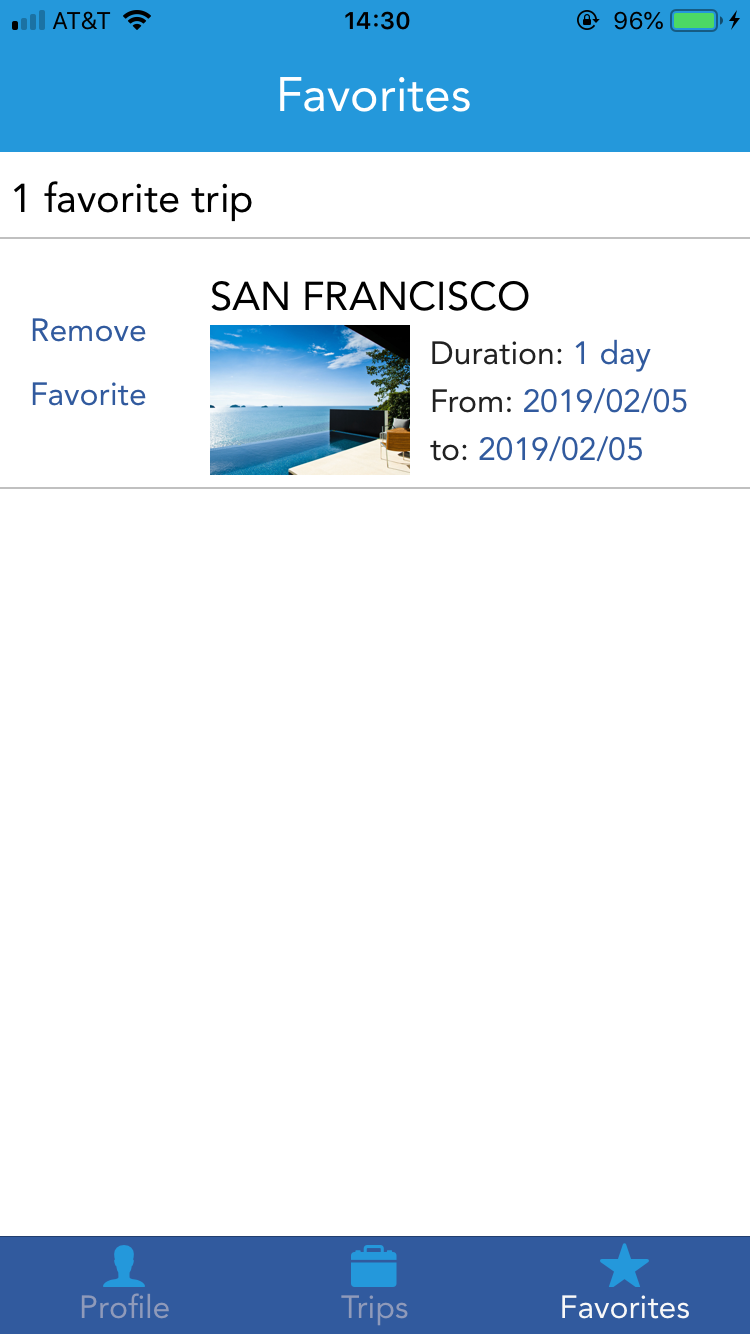 AT&T 14:30 96%
Favorites
1 favorite trip
SAN FRANCISCO
Remove
Favorite
Duration: 1 day
From: 2019/02/05
to: 2019/02/05
Profile Trips Favorites